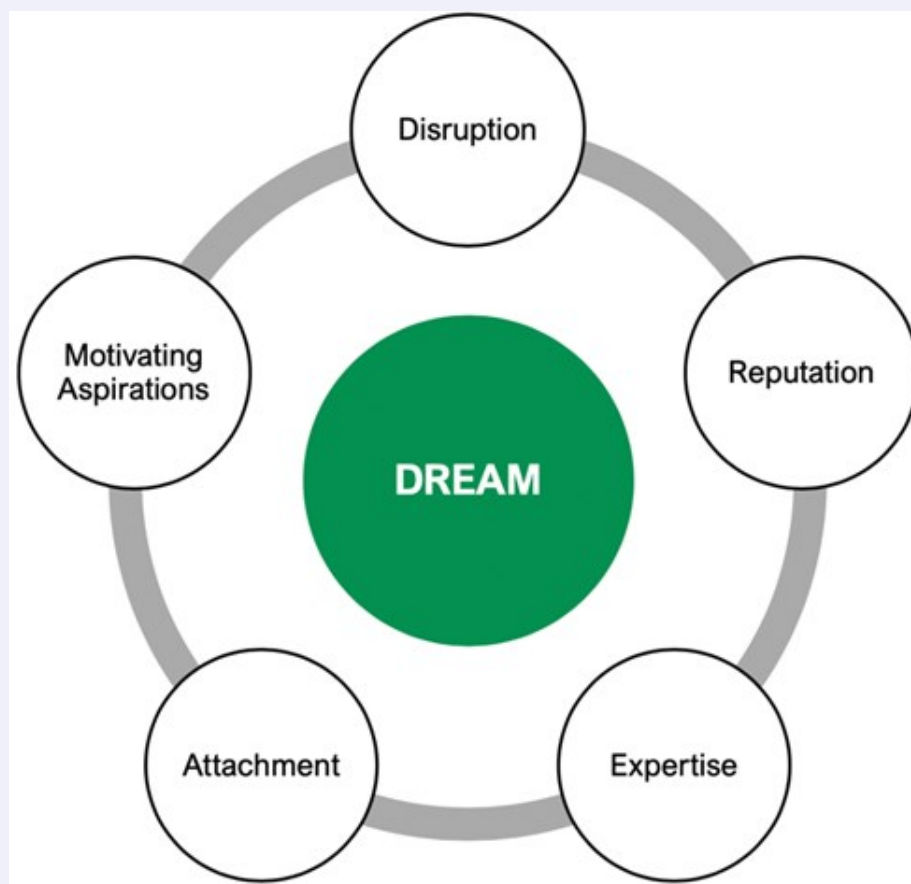 Disruption
Reputation
Expertise
Attachment
Motivating
Aspirations
DREAM